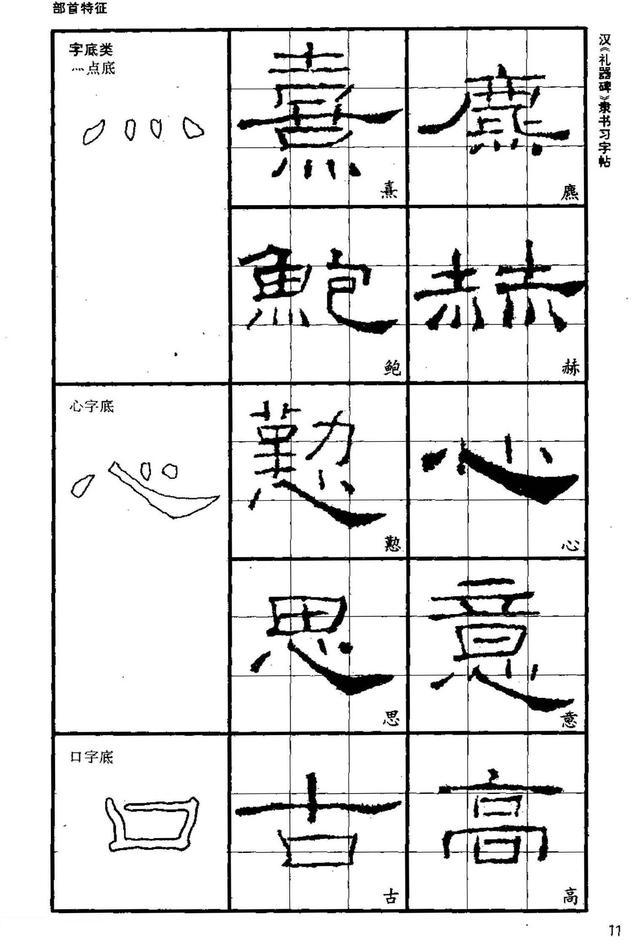 部首特征
汉《礼器碑》隶书习字帖
字底类
灬点底
熹
熹
鲍
鲍
赫
赫
心字底
懃
懃
心
心
思
思
意
意
口字底
古
古
高
高
11